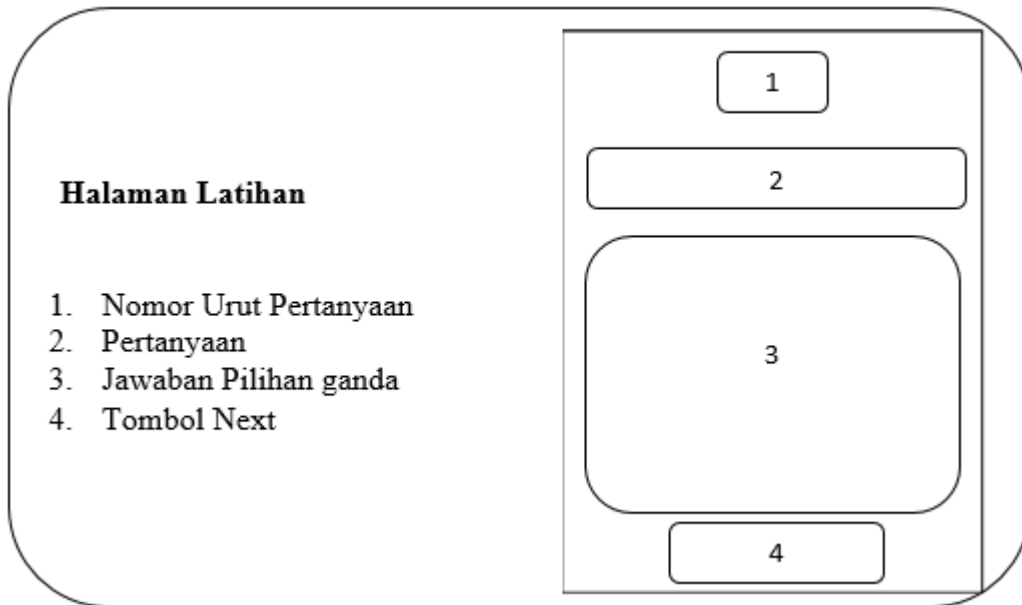 Halaman Latihan
1. Nomor Urut Pertanyaan
2. Pertanyaan
3. Jawaban Pilihan ganda
4. Tombol Next
1
2
3
4